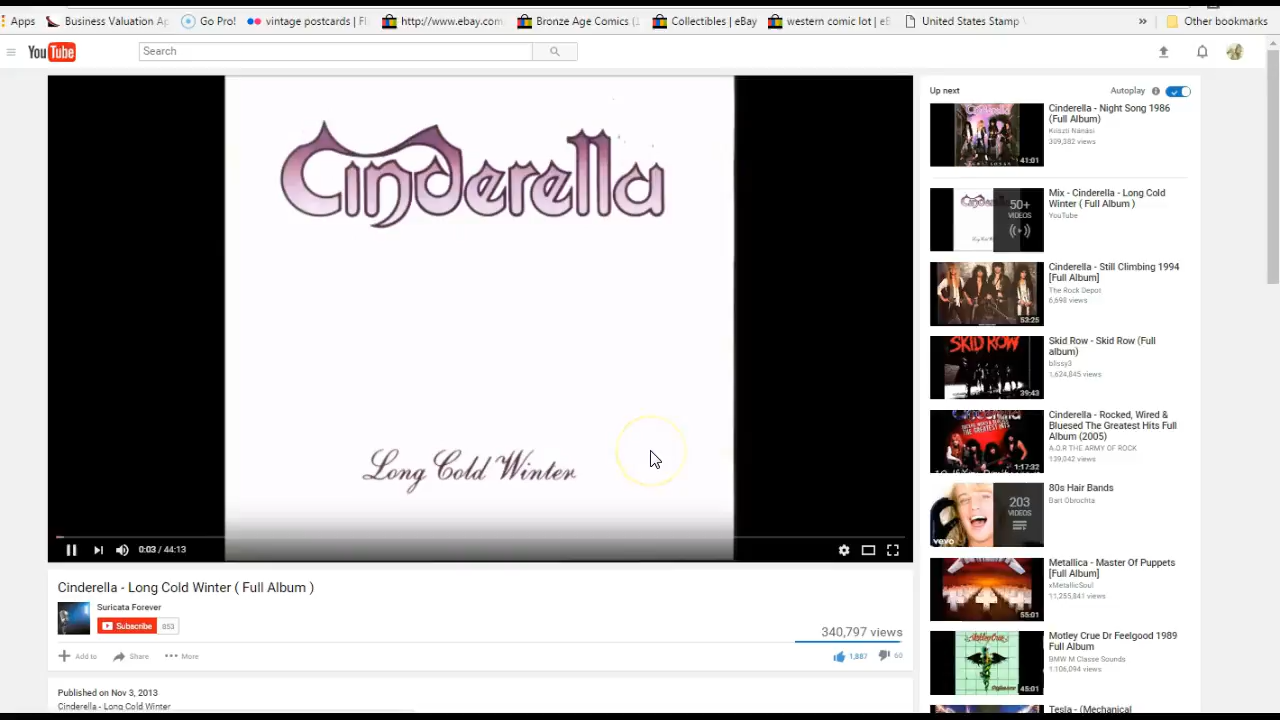 Apps
Business Valuation Ap
Go Pro!
vintage postcards | Fl
http://www.ebay.com
Bronze Age Comics (1
Collectibles | eBay
western comic lot | eB
United States Stamp
»
Other bookmarks
YouTube
Search
Cinderella
Long Cold Winter
0:03 / 44:13
Cinderella - Long Cold Winter ( Full Album )
Suricata Forever
Subscribe
853
340,797 views
Add to
Share
More
1,887
60
Published on Nov 3, 2013
Cinderella - Long Cold Winter
Up next
Autoplay
Cinderella - Night Song 1986
(Full Album)
309,382 views
41:01
50+
VIDEOS
Mix - Cinderella - Long Cold
Winter ( Full Album )
YouTube
Cinderella - Still Climbing 1994
[Full Album]
The Rock Depot
6,698 views
53:25
SKID ROW
Skid Row - Skid Row (Full
album)
blissy3
1,624,845 views
39:43
Cinderella - Rocked, Wired &
Bluesed The Greatest Hits Full
Album (2005)
A.O.R THE ARMY OF ROCK
139,042 views
1:17:32
203
VIDEOS
vevo
80s Hair Bands
Bart Obrochta
Metallica - Master Of Puppets
[Full Album]
xMetallicSoul
11,255,841 views
55:01
Motley Crue Dr Feelgood 1989
Full Album
BMW M Classe Sounds
1,106,094 views
45:01
Tesla - (Mechanical